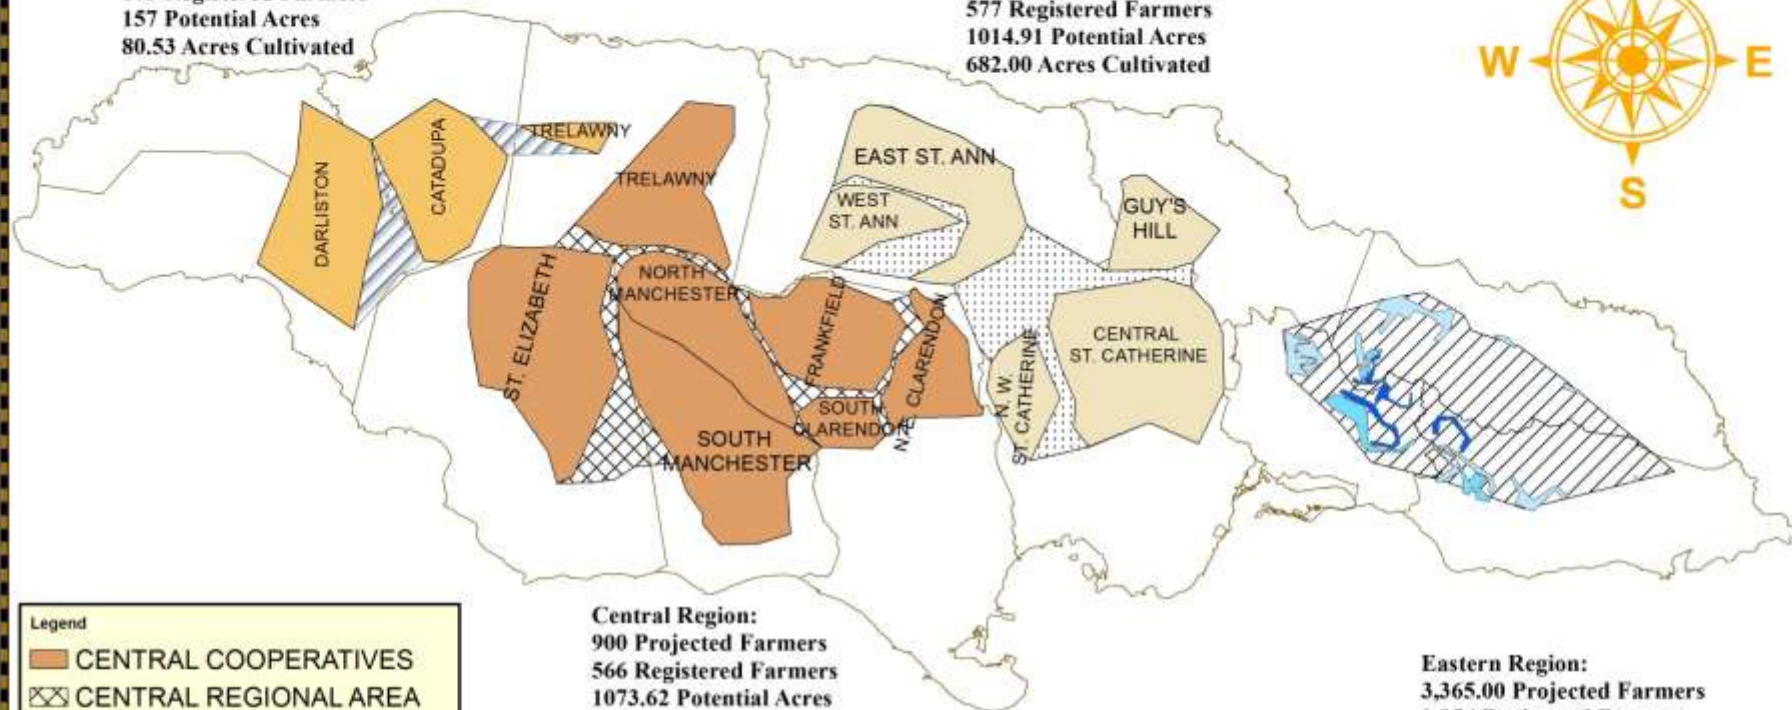 157 Potential Acres
80.53 Acres Cultivated
577 Registered Farmers
1014.91 Potential Acres
682.00 Acres Cultivated
W
E
S
DARLISTON
CATADUPA
TRELAWNY
TRELAWNY
EAST ST. ANN
WEST
ST. ANN
GUY'S
HILL
ST. ELIZABETH
NORTH
MANCHESTER
FRANKFIELD
N.E. CLARENDON
SOUTH
CLARENDON
SOUTH
MANCHESTER
N. W.
ST. CATHERINE
CENTRAL
ST. CATHERINE
Legend
CENTRAL COOPERATIVES
CENTRAL REGIONAL AREA
Central Region:
900 Projected Farmers
566 Registered Farmers
1073.62 Potential Acres
Eastern Region:
3,365.00 Projected Farmers